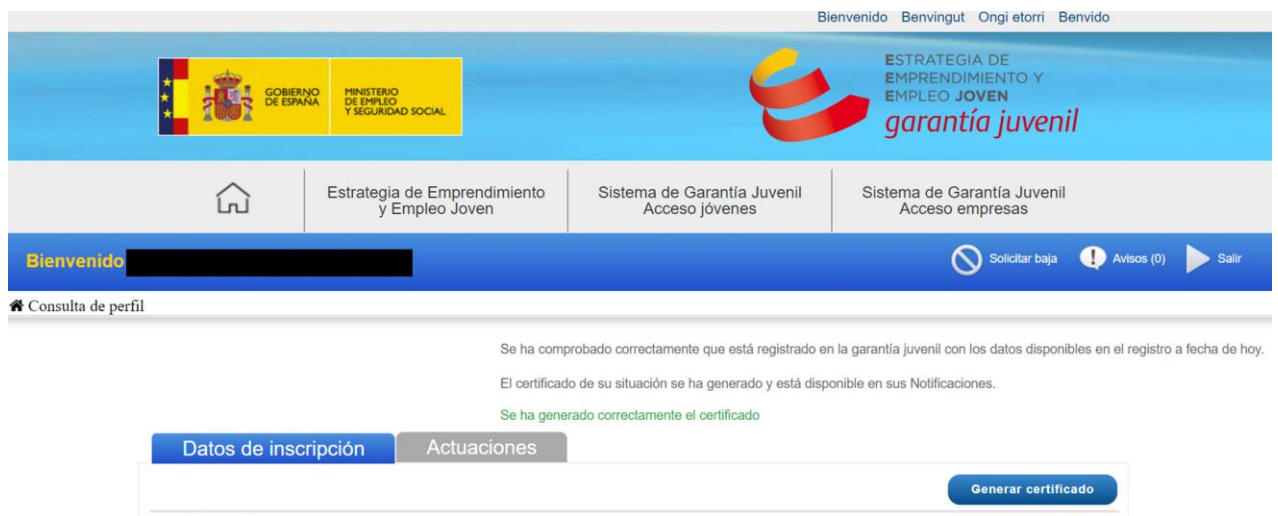 Bienvenido Benvingut Ongi etorri Benvido
GOBIERNO
DE ESPAÑA
MINISTERIO
DE EMPLEO
Y SEGURIDAD SOCIAL
ESTRATEGIA DE
EMPRENDIMIENTO Y
EMPLEO JOVEN
garantía juvenil
Estrategia de Emprendimiento
y Empleo Joven
Sistema de Garantía Juvenil
Acceso jóvenes
Sistema de Garantía Juvenil
Acceso empresas
Bienvenido
Solicitar baja
Avisos (0)
Salir
Consulta de perfil
Se ha comprobado correctamente que está registrado en la garantía juvenil con los datos disponibles en el registro a fecha de hoy.
El certificado de su situación se ha generado y está disponible en sus Notificaciones.
Se ha generado correctamente el certificado
Datos de inscripción
Actuaciones
Generar certificado